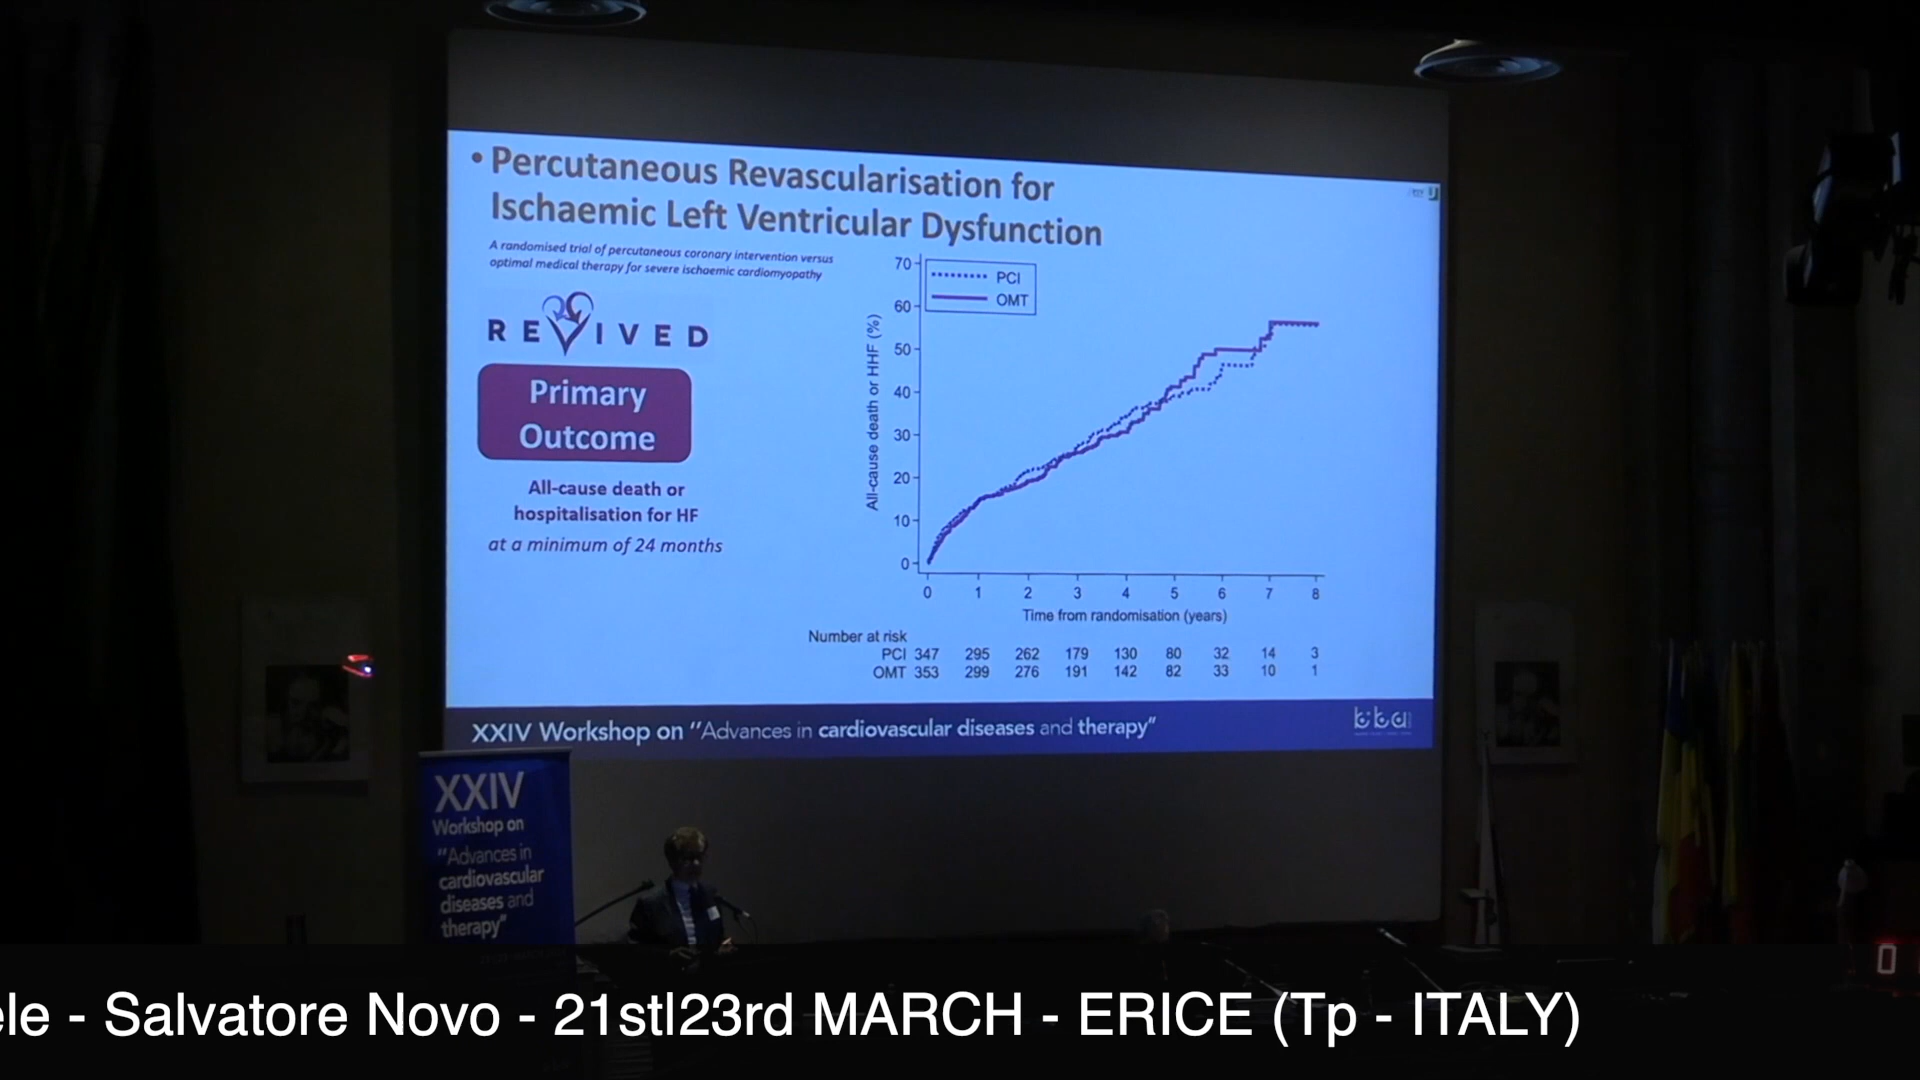 • Percutaneous Revascularisation for
Ischaemic Left Ventricular Dysfunction
A randomised trial of percutaneous coronary intervention versus
optimal medical therapy for severe ischaemic cardiomyopathy
REVIVED
Primary
Outcome
All-cause death or
hospitalisation for HF
at a minimum of 24 months
All-cause death or HHF (%)
70
60
50
40
30
20
10
0
PCI
OMT
0 1 2 3 4 5 6 7 8
Time from randomisation (years)
Number at risk
PCI 347 295 262 179 130 80 32 14 3
OMT 353 299 276 191 142 82 33 10 1
XXIV Workshop on "Advances in cardiovascular diseases and therapy"
XXIV
Workshop on
"Advances in
cardiovascular
diseases and
therapy"
0
ele - Salvatore Novo - 21stl23rd MARCH - ERICE (Tp - ITALY)